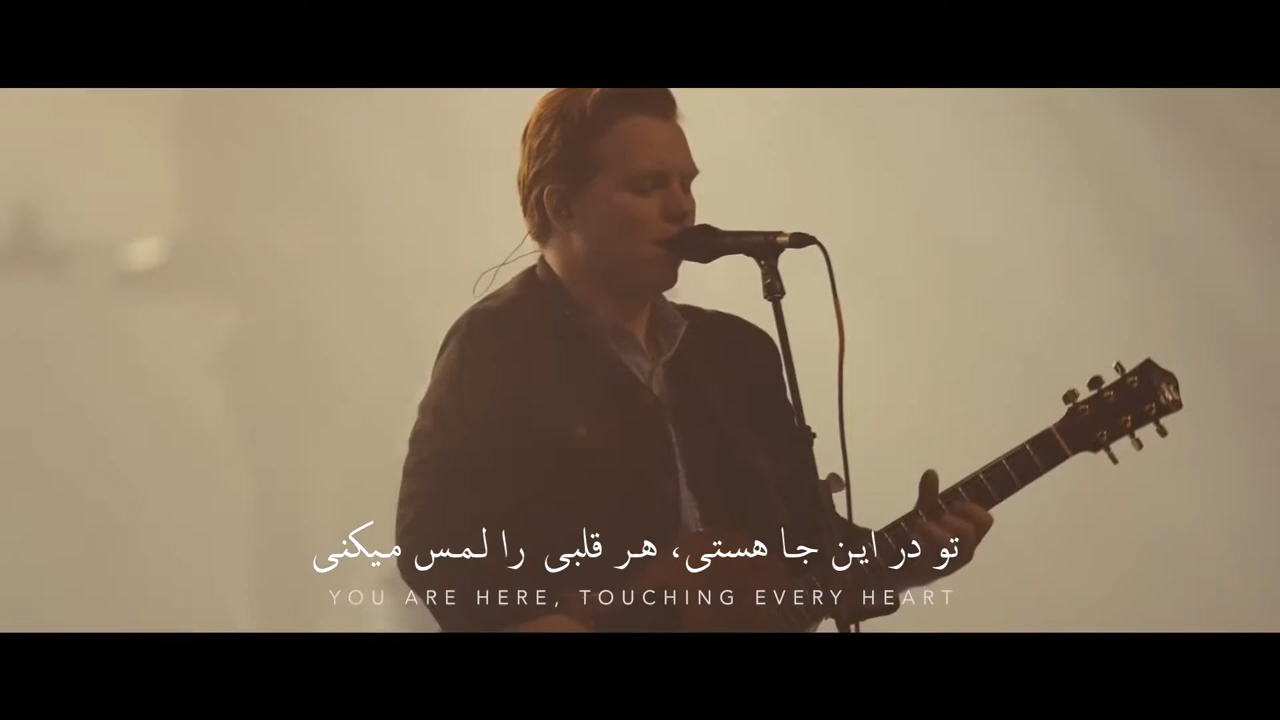 تو در این جا هستی، هر قلبی را لمس میکنی
YOU ARE HERE, TOUCHING EVERY HEART